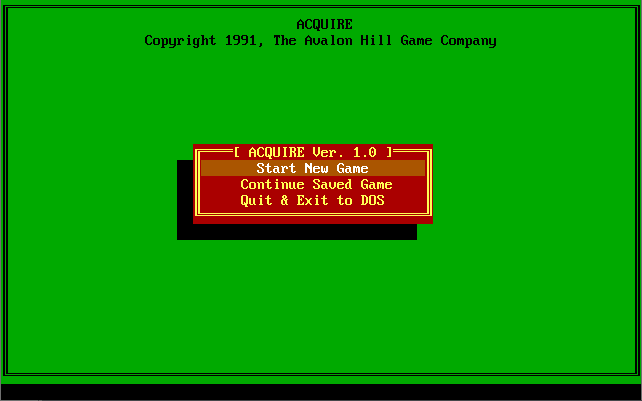 ACQUIRE
Copyright 1991, The Avalon Hill Game Company
[ ACQUIRE Ver. 1.0 ]
Start New Game
Continue Saved Game
Quit & Exit to DOS